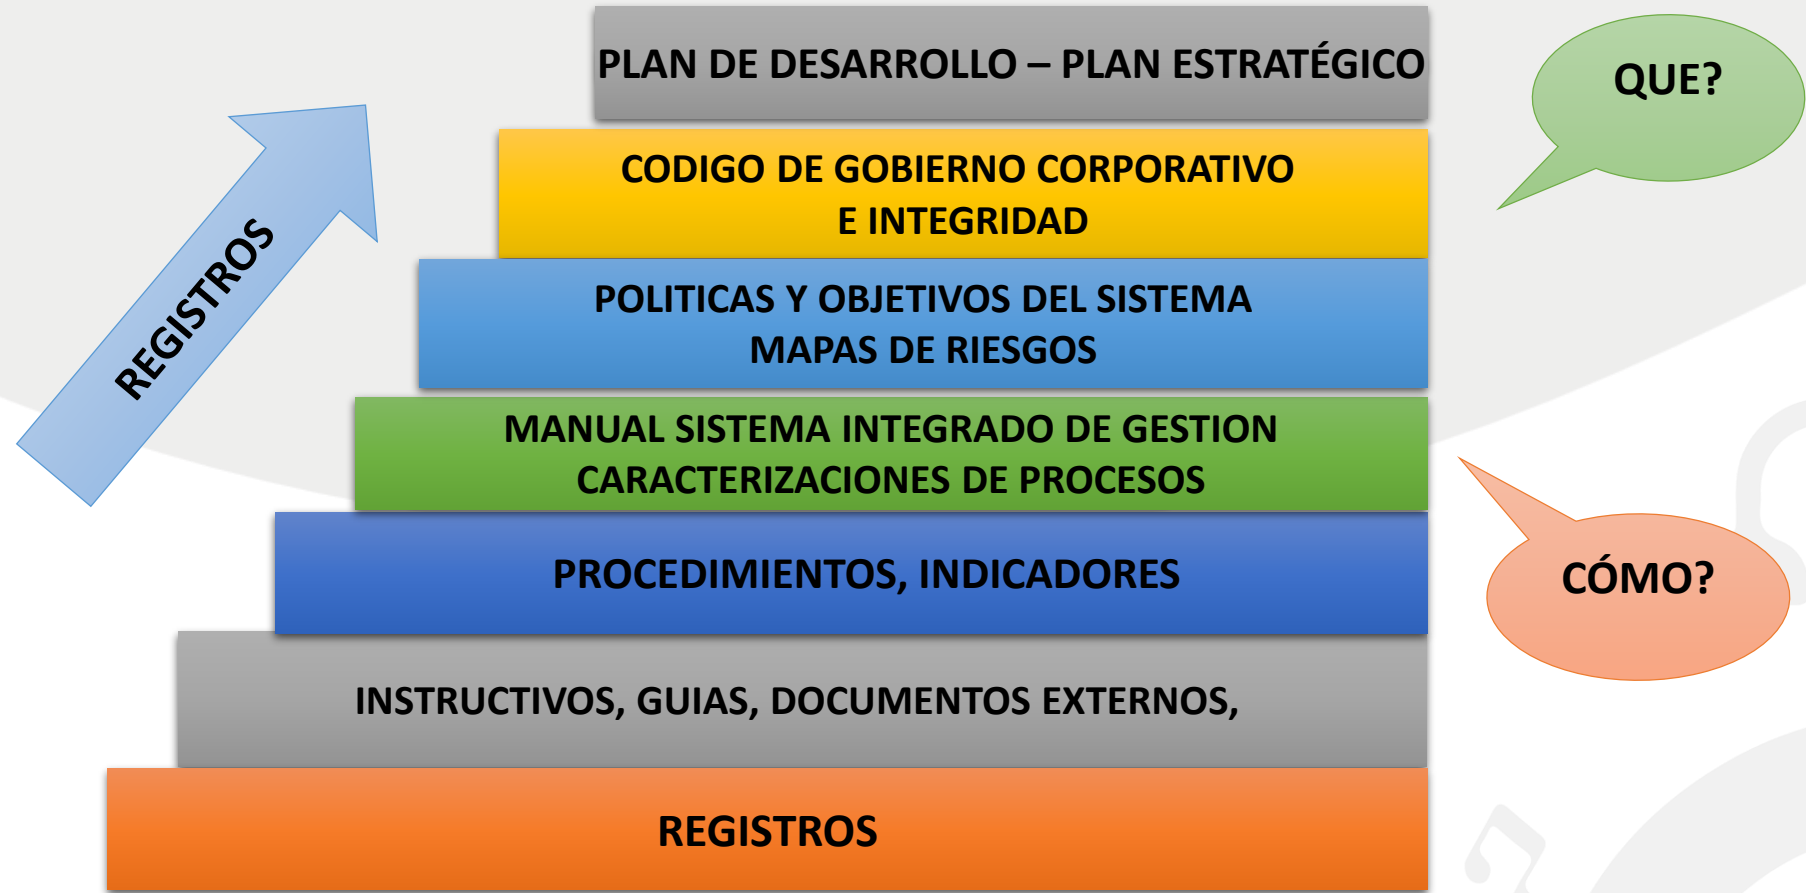 PLAN DE DESARROLLO – PLAN ESTRATÉGICO
QUE?
CODIGO DE GOBIERNO CORPORATIVO
E INTEGRIDAD
REGISTROS
POLITICAS Y OBJETIVOS DEL SISTEMA
MAPAS DE RIESGOS
MANUAL SISTEMA INTEGRADO DE GESTION
CARACTERIZACIONES DE PROCESOS
PROCEDIMIENTOS, INDICADORES
CÓMO?
INSTRUCTIVOS, GUIAS, DOCUMENTOS EXTERNOS,
REGISTROS